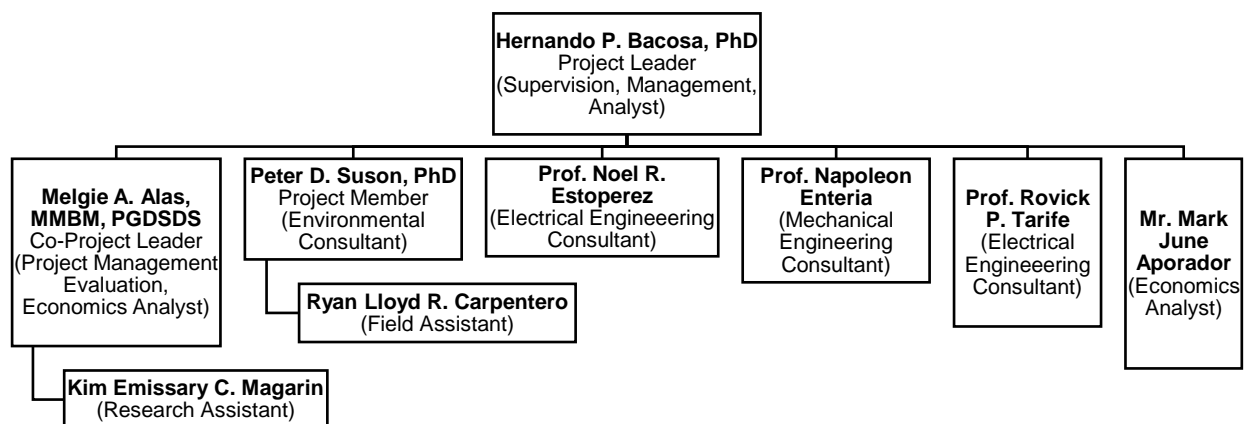 Hernando P. Bacosa, PhD
Project Leader
(Supervision, Management,
Analyst)
Melgie A. Alas,
MMBM, PGDSDS
Co-Project Leader
(Project Management
Evaluation,
Economics Analyst)
Peter D. Suson, PhD
Project Member
(Environmental
Consultant)
Prof. Noel R.
Estoperez
(Electrical Engineeering
Consultant)
Prof. Napoleon
Enteria
(Mechanical
Engineering
Consultant)
Prof. Rovick
P. Tarife
(Electrical
Engineeering
Consultant)
Mr. Mark
June
Aporador
(Economics
Analyst)
Ryan Lloyd R. Carpentero
(Field Assistant)
Kim Emissary C. Magarin
(Research Assistant)